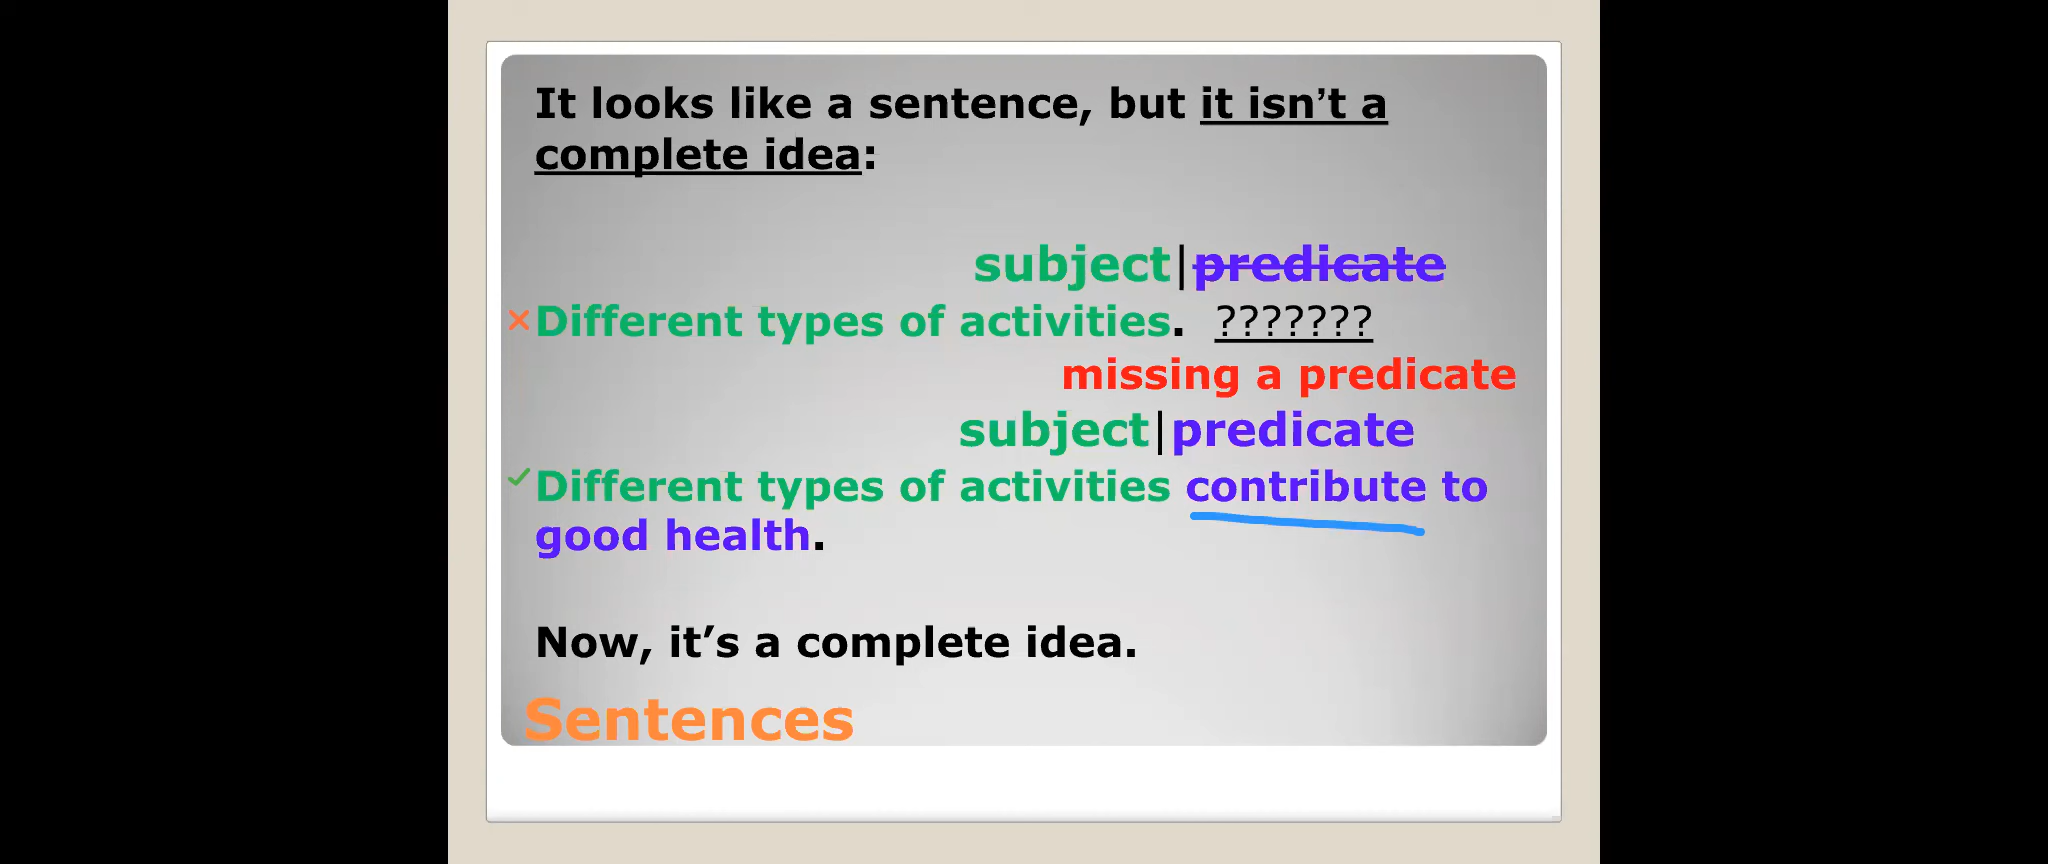 It looks like a sentence, but it isn’t a
complete idea:
subject|predicate
Different types of activities. ???????
missing a predicate
subject|predicate
Different types of activities contribute to
good health.
Now, it’s a complete idea.
Sentences